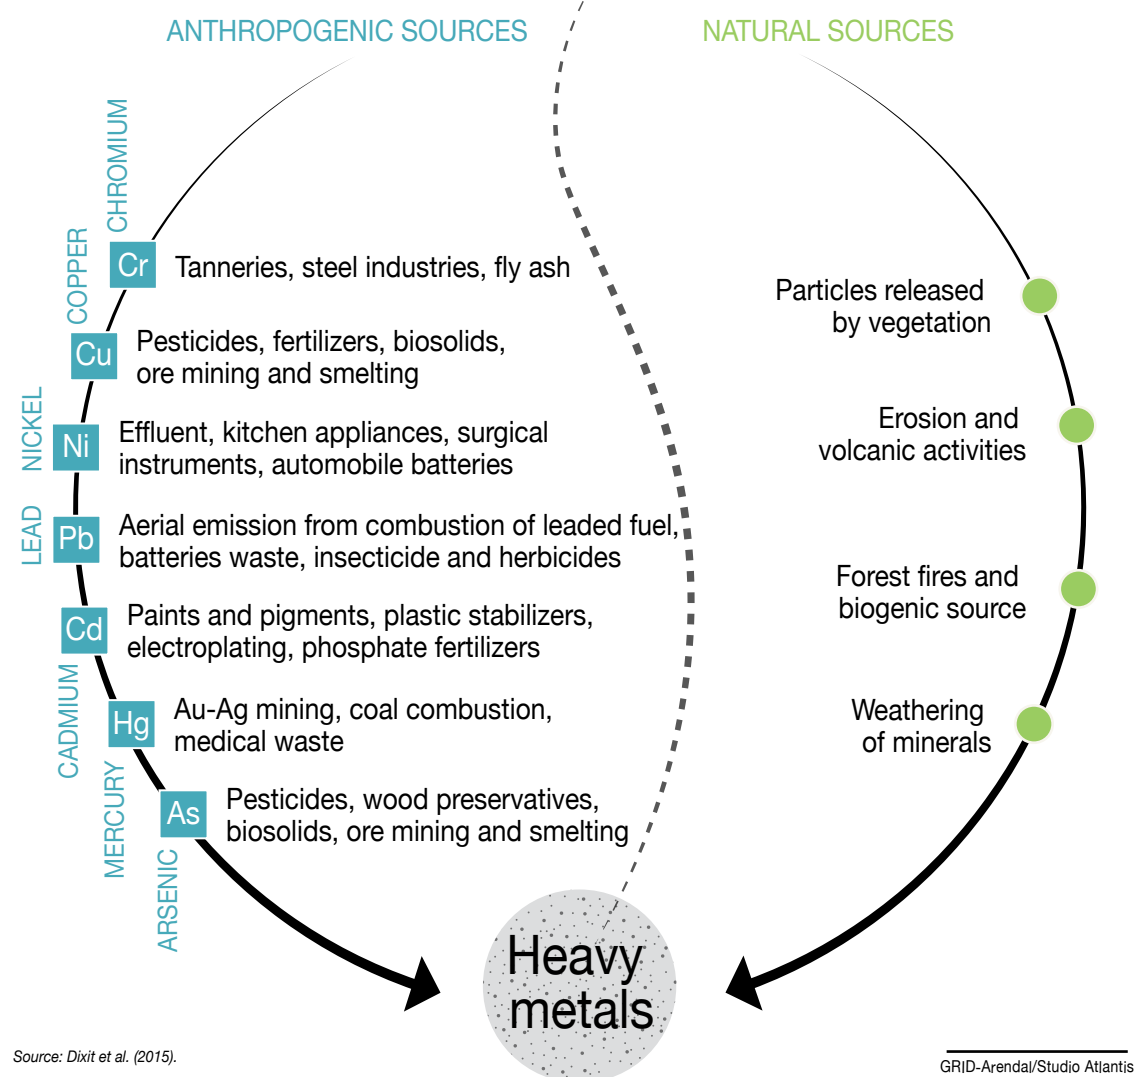 ANTHROPOGENIC SOURCES
NATURAL SOURCES
CHROMIUM
Cr
Tanneries, steel industries, fly ash
COPPER
Cu
Pesticides, fertilizers, biosolids,
ore mining and smelting
NICKEL
Ni
Effluent, kitchen appliances, surgical
instruments, automobile batteries
LEAD
Pb
Aerial emission from combustion of leaded fuel,
batteries waste, insecticide and herbicides
Cd
CADMIUM
Paints and pigments, plastic stabilizers,
electroplating, phosphate fertilizers
Hg
MERCURY
Au-Ag mining, coal combustion,
medical waste
As
ARSENIC
Pesticides, wood preservatives,
biosolids, ore mining and smelting
Particles released
by vegetation
Erosion and
volcanic activities
Forest fires and
biogenic source
Weathering
of minerals
Heavy
metals
Source: Dixit et al. (2015).
GRID-Arendal/Studio Atlantis